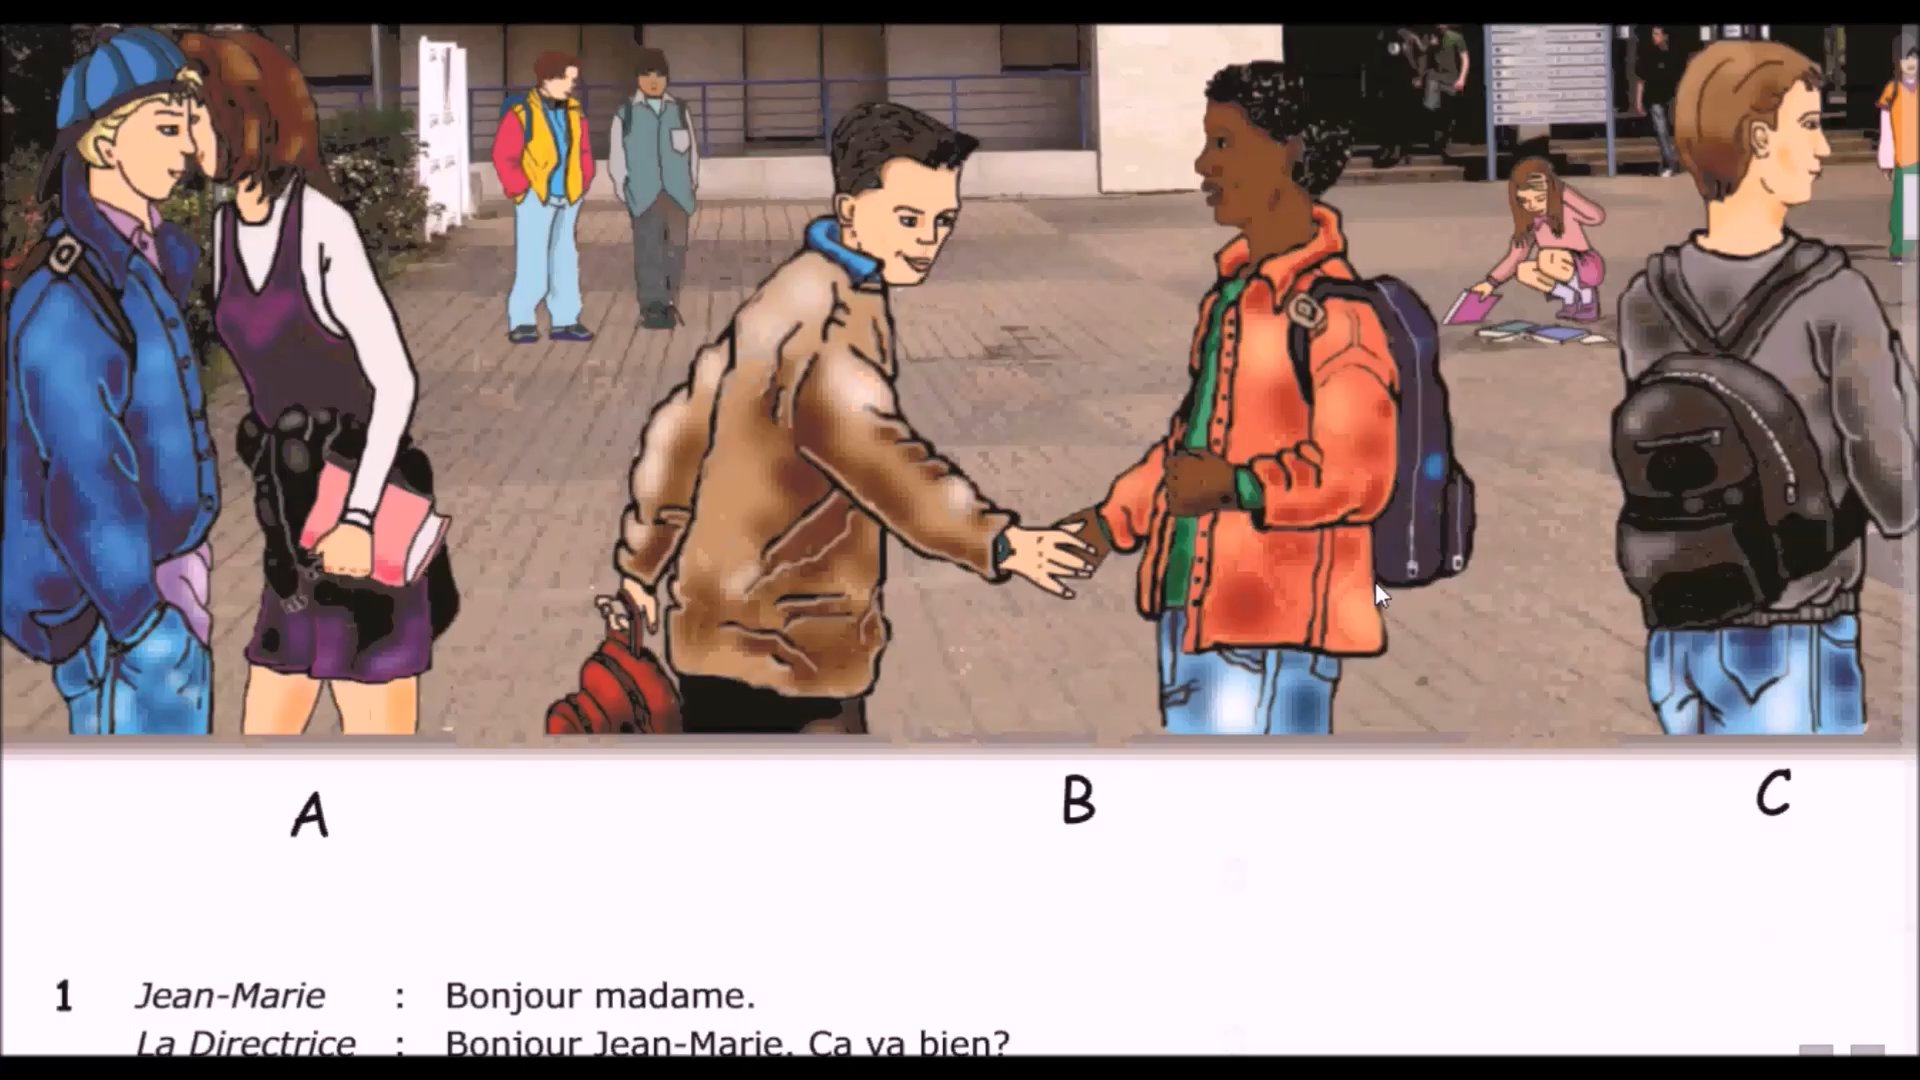 A
B
C
1 Jean-Marie : Bonjour madame.
La Directrice : Bonjour Jean-Marie. Ca va bien?